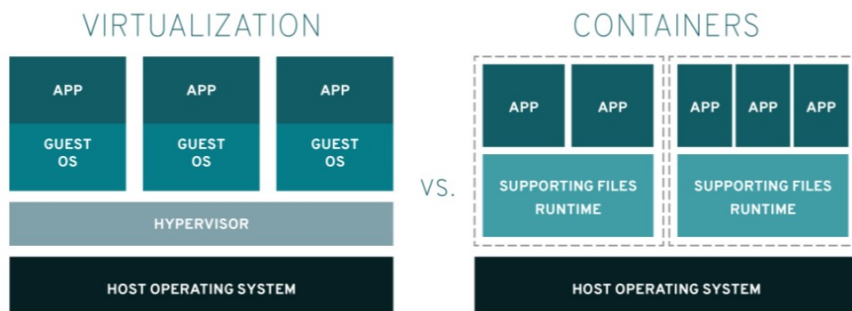 VIRTUALIZATION
APP
APP
APP
GUEST
OS
GUEST
OS
GUEST
OS
HYPERVISOR
HOST OPERATING SYSTEM
VS.
CONTAINERS
APP
APP
APP
APP
APP
SUPPORTING FILES
RUNTIME
SUPPORTING FILES
RUNTIME
HOST OPERATING SYSTEM